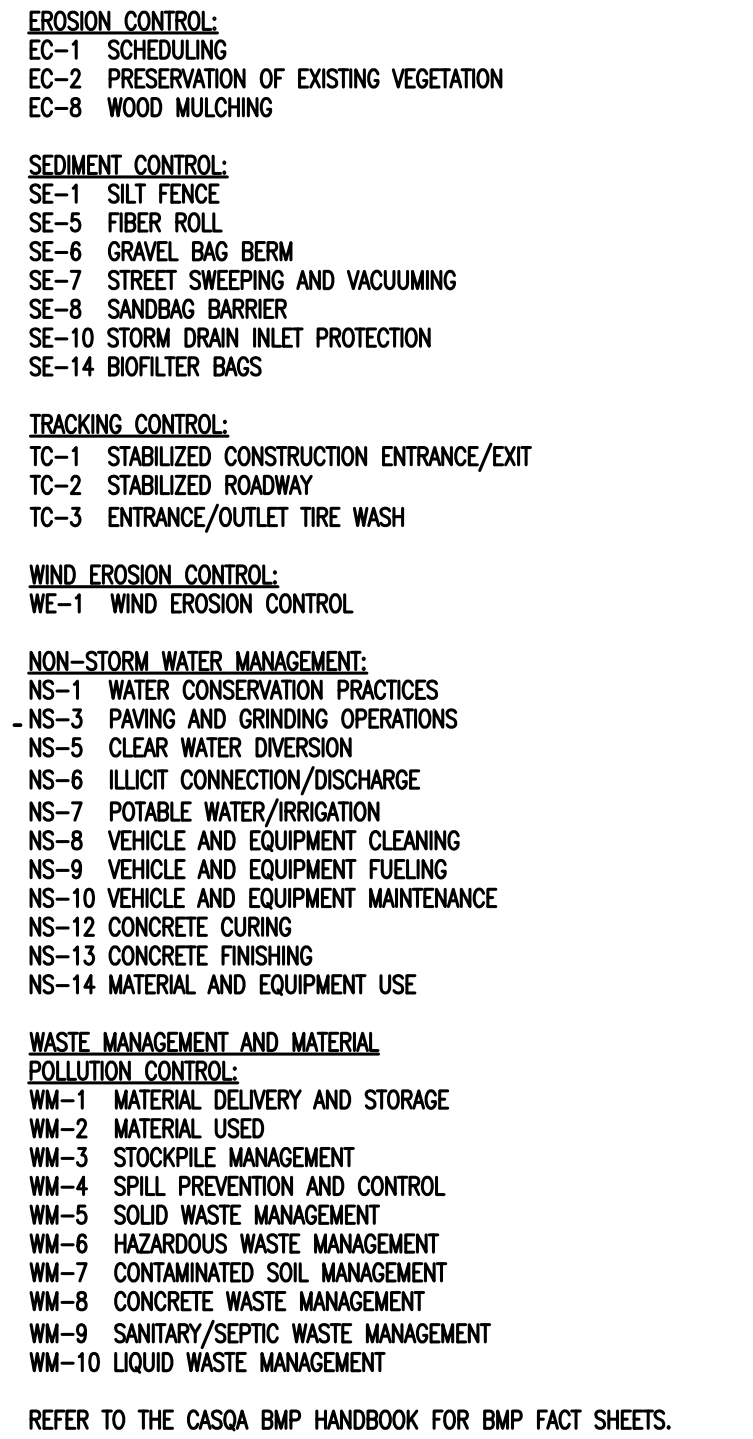 EROSION CONTROL:
EC-1 SCHEDULING
EC-2 PRESERVATION OF EXISTING VEGETATION
EC-8 WOOD MULCHING
SEDIMENT CONTROL:
SE-1 SILT FENCE
SE-5 FIBER ROLL
SE-6 GRAVEL BAG BERM
SE-7 STREET SWEEPING AND VACUUMING
SE-8 SANDBAG BARRIER
SE-10 STORM DRAIN INLET PROTECTION
SE-14 BIOFILTER BAGS
TRACKING CONTROL:
TC-1 STABILIZED CONSTRUCTION ENTRANCE/EXIT
TC-2 STABILIZED ROADWAY
TC-3 ENTRANCE/OUTLET TIRE WASH
WIND EROSION CONTROL:
WE-1 WIND EROSION CONTROL
NON-STORM WATER MANAGEMENT:
NS-1 WATER CONSERVATION PRACTICES
- NS-3 PAVING AND GRINDING OPERATIONS
NS-5 CLEAR WATER DIVERSION
NS-6 ILLICIT CONNECTION/DISCHARGE
NS-7 POTABLE WATER/IRRIGATION
NS-8 VEHICLE AND EQUIPMENT CLEANING
NS-9 VEHICLE AND EQUIPMENT FUELING
NS-10 VEHICLE AND EQUIPMENT MAINTENANCE
NS-12 CONCRETE CURING
NS-13 CONCRETE FINISHING
NS-14 MATERIAL AND EQUIPMENT USE
WASTE MANAGEMENT AND MATERIAL
POLLUTION CONTROL:
WM-1 MATERIAL DELIVERY AND STORAGE
WM-2 MATERIAL USED
WM-3 STOCKPILE MANAGEMENT
WM-4 SPILL PREVENTION AND CONTROL
WM-5 SOLID WASTE MANAGEMENT
WM-6 HAZARDOUS WASTE MANAGEMENT
WM-7 CONTAMINATED SOIL MANAGEMENT
WM-8 CONCRETE WASTE MANAGEMENT
WM-9 SANITARY/SEPTIC WASTE MANAGEMENT
WM-10 LIQUID WASTE MANAGEMENT
REFER TO THE CASQA BMP HANDBOOK FOR BMP FACT SHEETS.